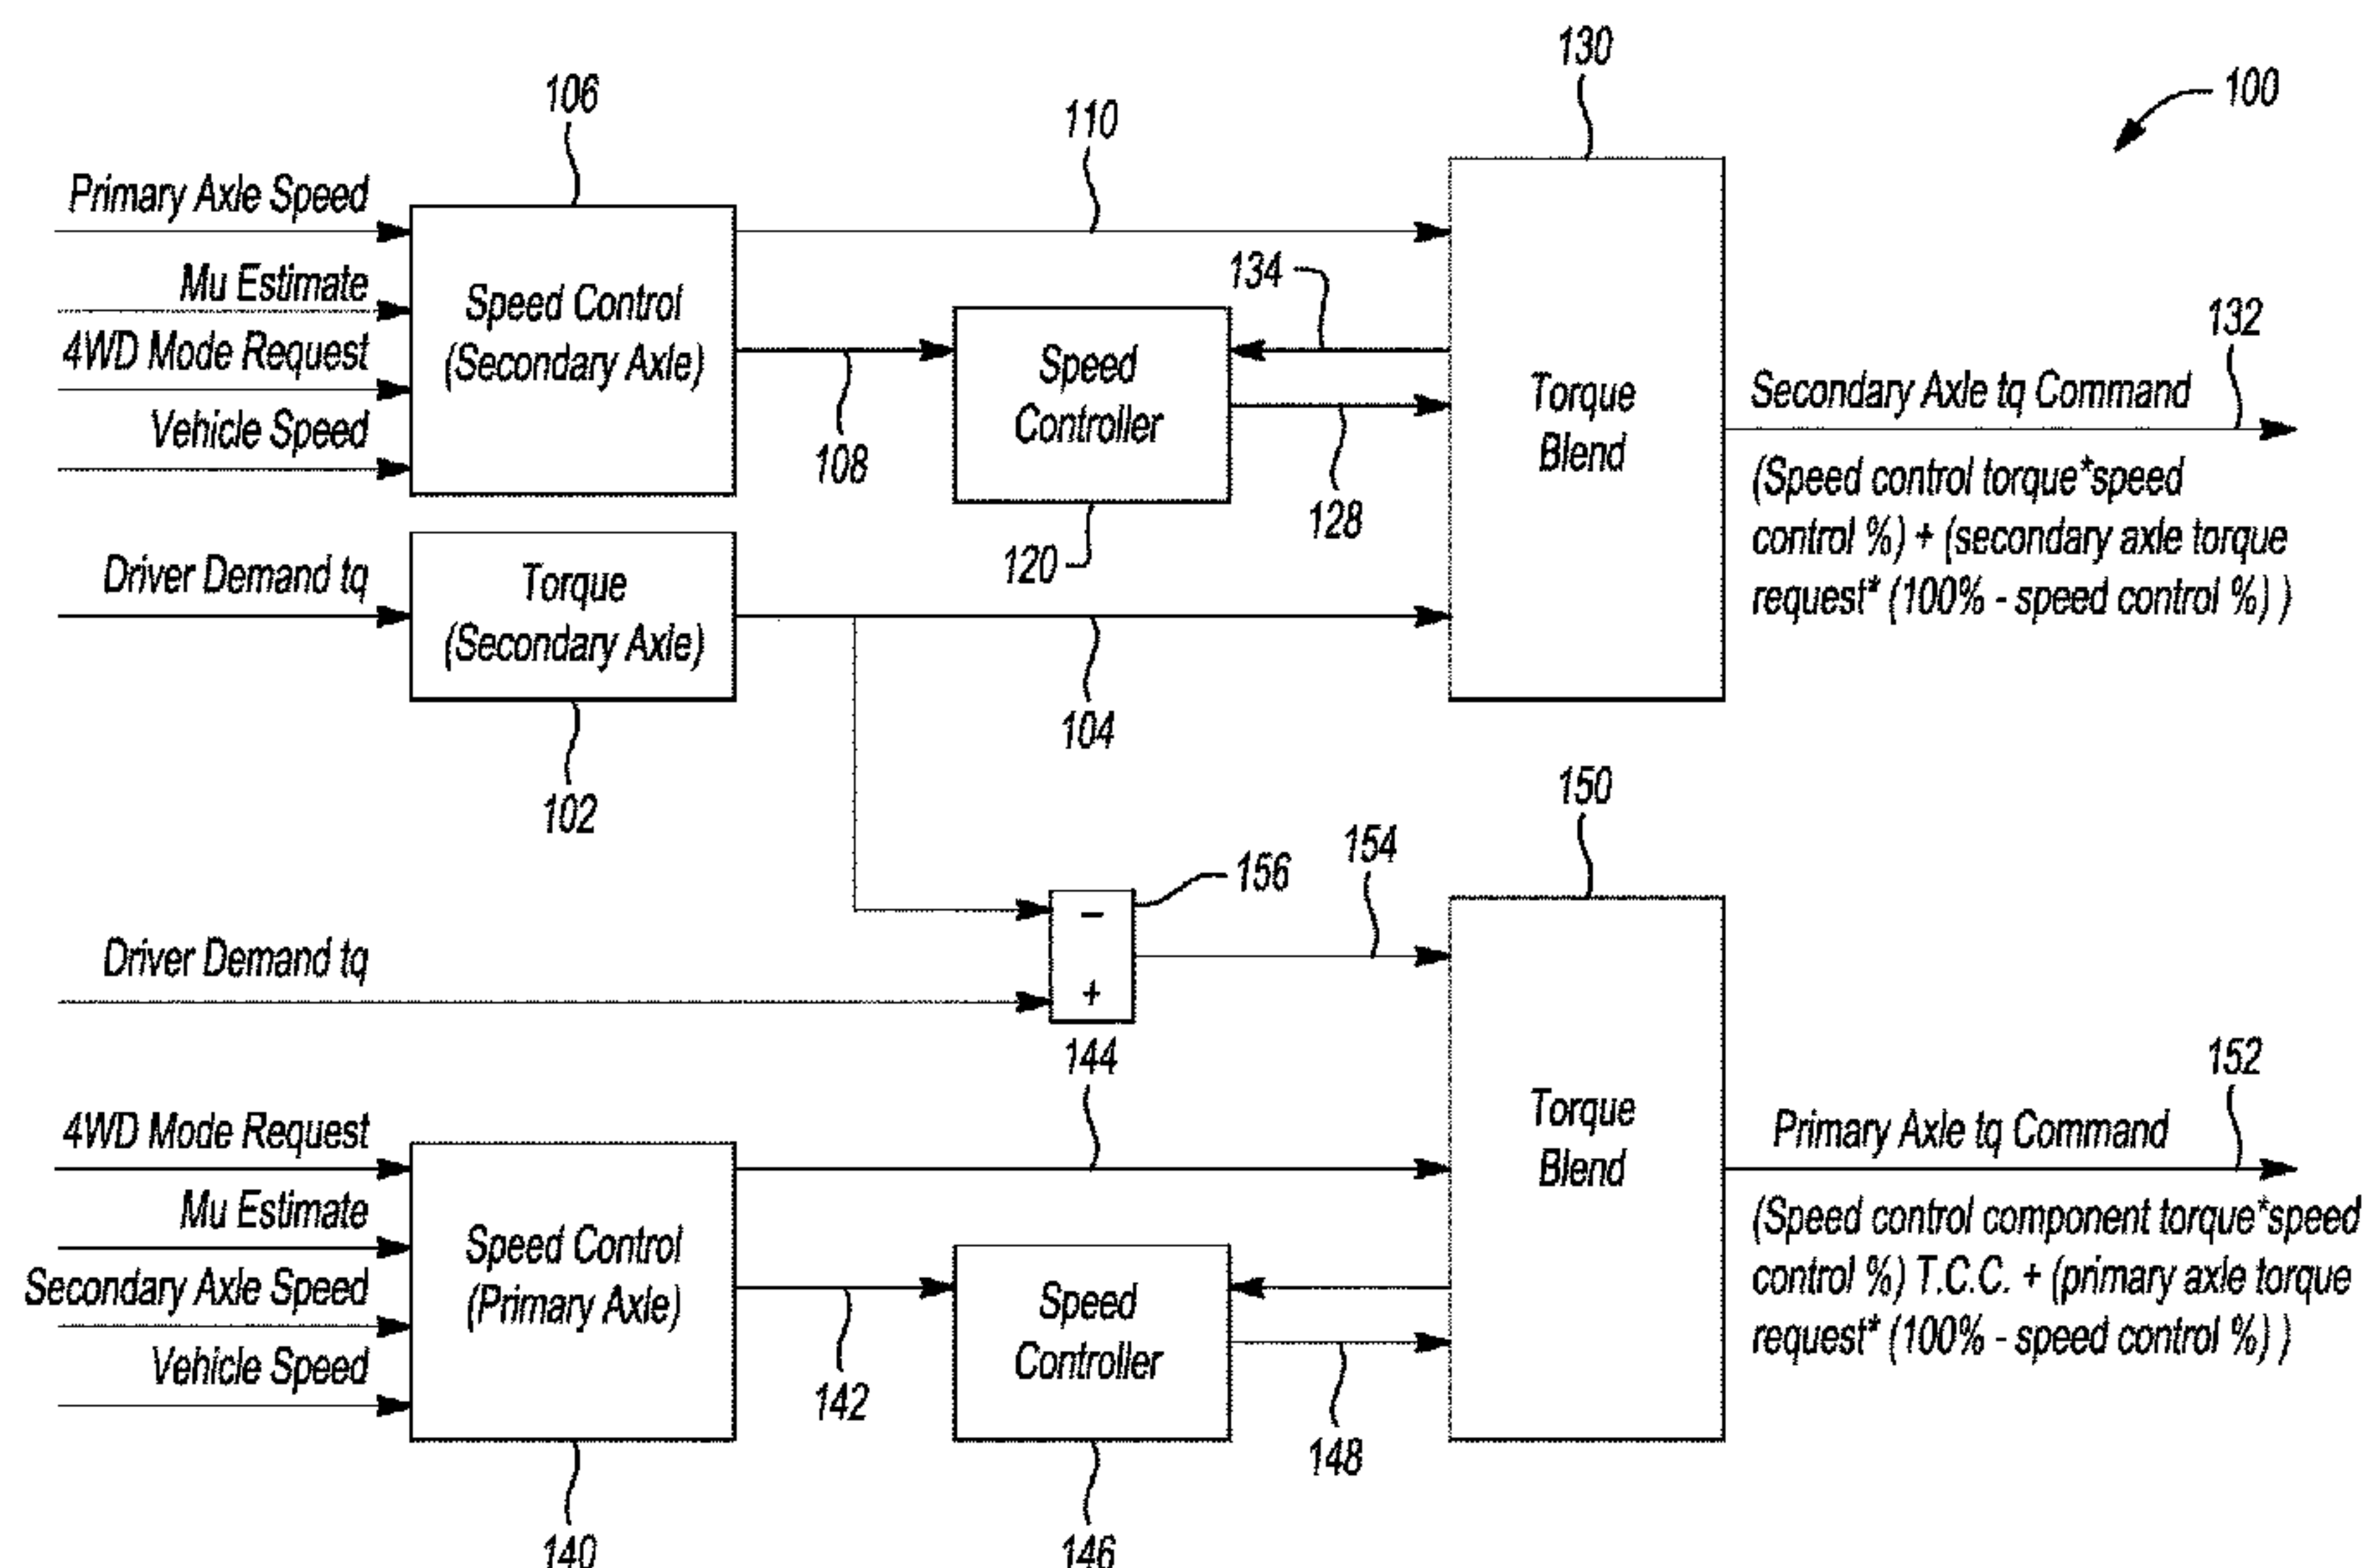 130
100
106
110
Primary Axle Speed
Mu Estimate
4WD Mode Request
Vehicle Speed
Speed Control
(Secondary Axle)
134
108
Speed
Controller
128
120
Torque
Blend
132
Secondary Axle tq Command
(Speed control torque*speed
control %) + (secondary axle torque
request* (100% - speed control %) )
Driver Demand tq
Torque
(Secondary Axle)
104
102
150
154
156
−
+
Driver Demand tq
144
152
4WD Mode Request
Mu Estimate
Secondary Axle Speed
Vehicle Speed
Speed Control
(Primary Axle)
142
Speed
Controller
148
Torque
Blend
Primary Axle tq Command
(Speed control component torque*speed
control %) T.C.C. + (primary axle torque
request* (100% - speed control %) )
140
146